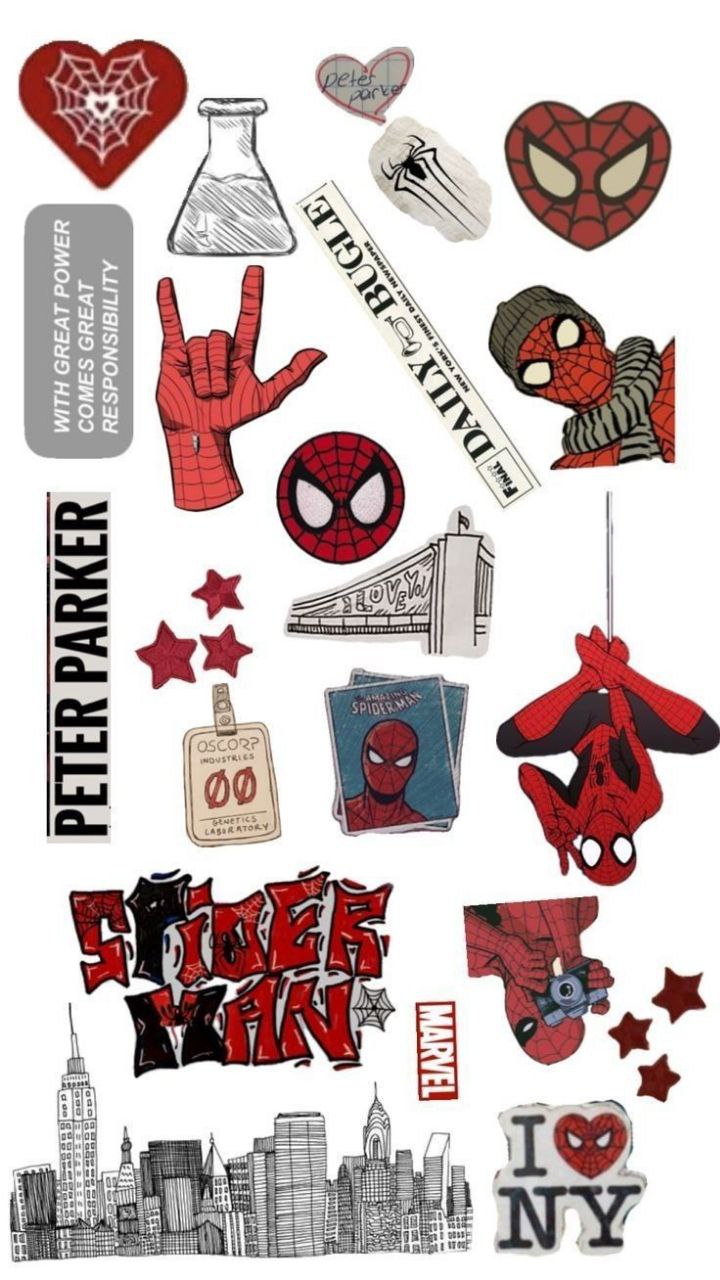 peter
parker
WITH GREAT POWER
COMES GREAT
RESPONSIBILITY
FINAL
DAILY BUGLE
NEW YORK'S FINEST DAILY NEWSPAPER
PETER PARKER
I LOVE YOU
OSCORP
INDUSTRIES
00
GENETICS
LABORATORY
THE AMAZING
SPIDER-MAN
SPiDER
MAN
MARVEL
I
NY